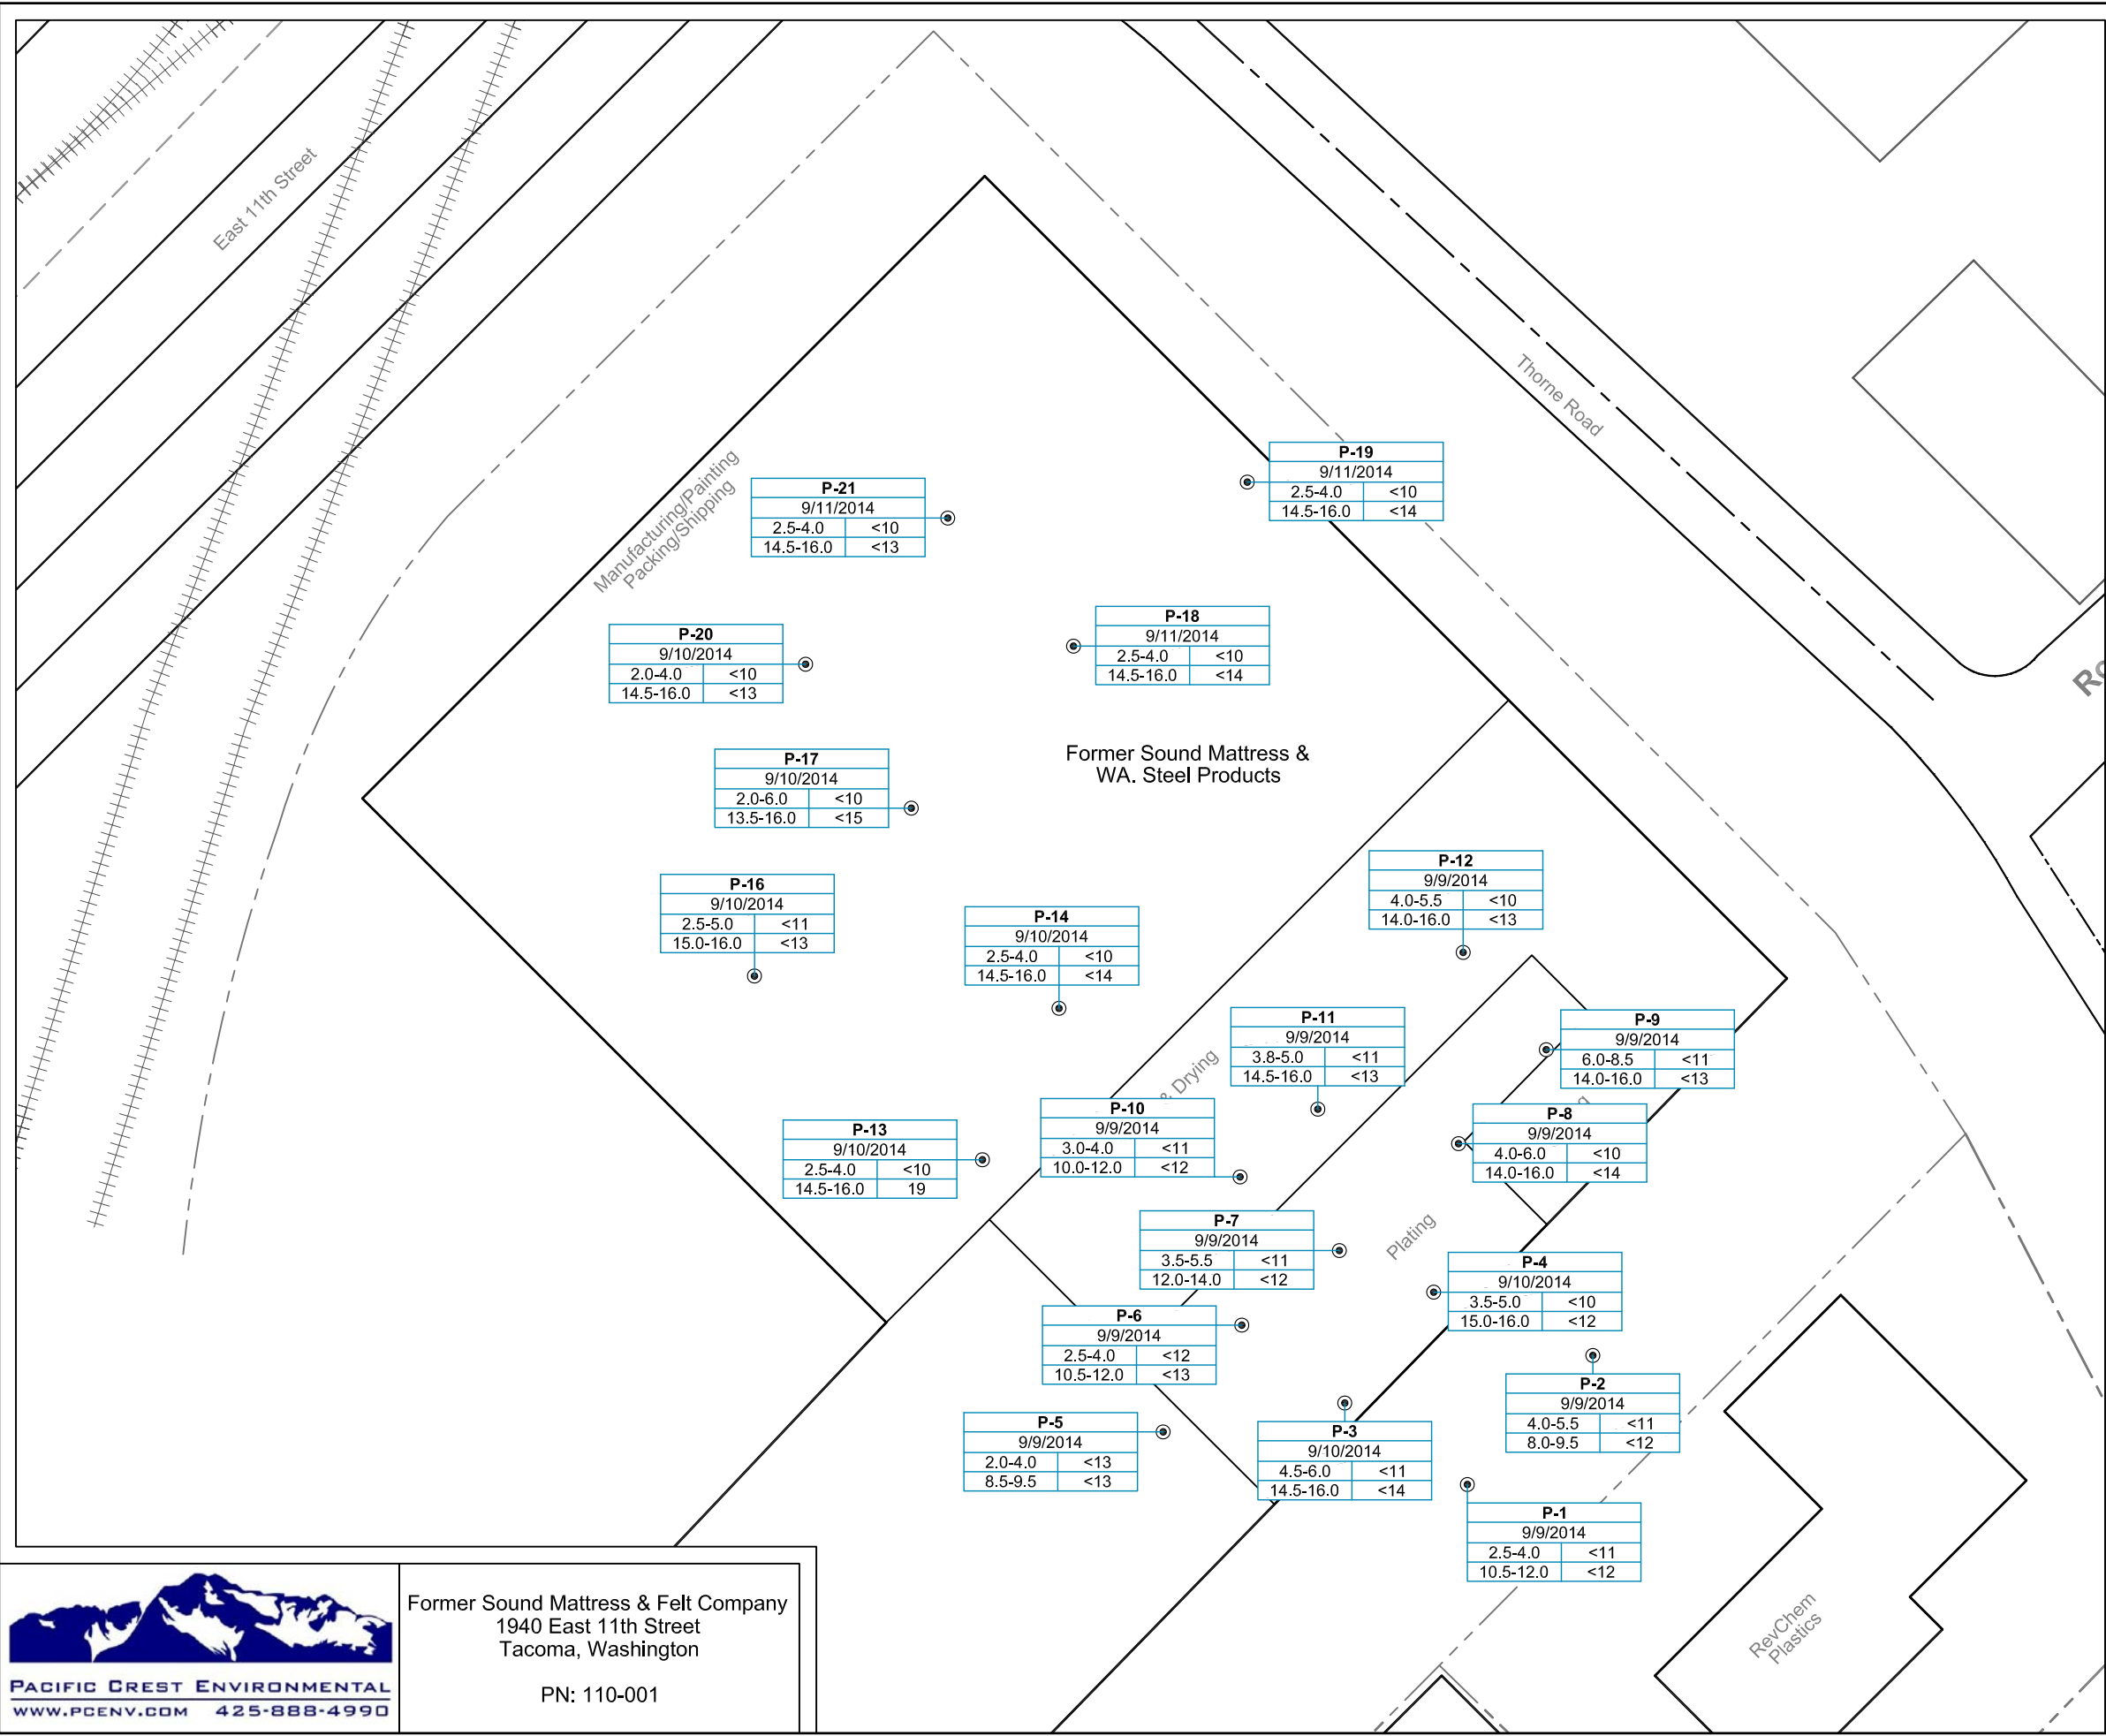 East 11th Street
Thorne Road
Manufacturing/Painting
Packing/Shipping
P-19
9/11/2014
2.5-4.0 <10
14.5-16.0 <14
P-21
9/11/2014
2.5-4.0 <10
14.5-16.0 <13
P-18
9/11/2014
2.5-4.0 <10
14.5-16.0 <14
P-20
9/10/2014
2.0-4.0 <10
14.5-16.0 <13
Former Sound Mattress &
WA. Steel Products
P-17
9/10/2014
2.0-6.0 <10
13.5-16.0 <15
P-12
9/9/2014
4.0-5.5 <10
14.0-16.0 <13
P-16
9/10/2014
2.5-5.0 <11
15.0-16.0 <13
P-14
9/10/2014
2.5-4.0 <10
14.5-16.0 <14
P-11
9/9/2014
3.8-5.0 <11
14.5-16.0 <13
P-9
9/9/2014
6.0-8.5 <11
14.0-16.0 <13
& Drying
P-10
9/9/2014
3.0-4.0 <11
10.0-12.0 <12
P-8
9/9/2014
4.0-6.0 <10
14.0-16.0 <14
P-13
9/10/2014
2.5-4.0 <10
14.5-16.0 19
P-7
9/9/2014
3.5-5.5 <11
12.0-14.0 <12
Plating
P-4
9/10/2014
3.5-5.0 <10
15.0-16.0 <12
P-6
9/9/2014
2.5-4.0 <12
10.5-12.0 <13
P-2
9/9/2014
4.0-5.5 <11
8.0-9.5 <12
P-5
9/9/2014
2.0-4.0 <13
8.5-9.5 <13
P-3
9/10/2014
4.5-6.0 <11
14.5-16.0 <14
P-1
9/9/2014
2.5-4.0 <11
10.5-12.0 <12
RevChem
Plastics
Former Sound Mattress & Felt Company
1940 East 11th Street
Tacoma, Washington
PN: 110-001
PACIFIC CREST ENVIRONMENTAL
WWW.PCENV.COM 425-888-4990